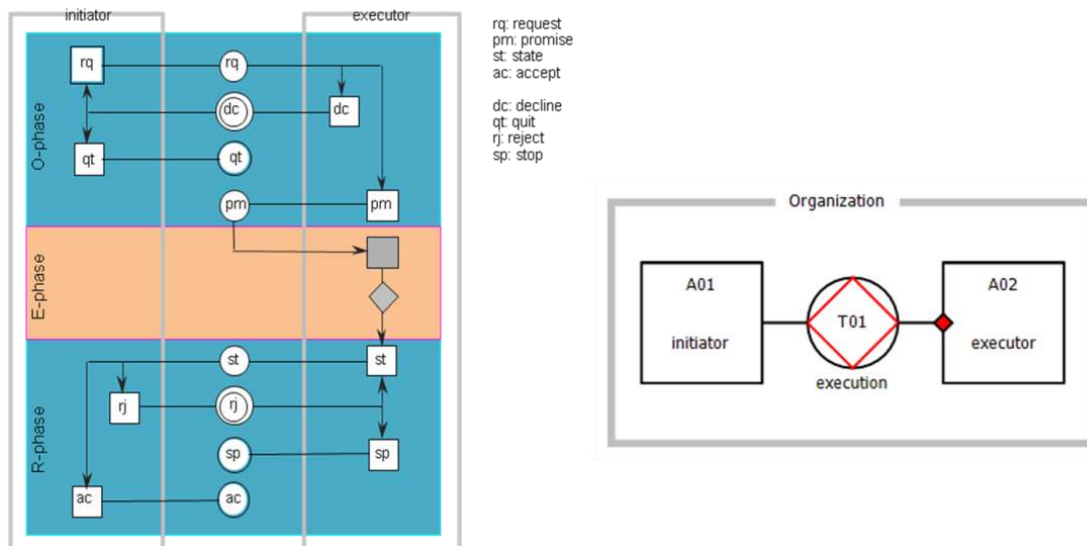 initiator
executor
rq
rq
dc
dc
qt
qt
pm
pm
O-phase
E-phase
st
st
rj
rj
sp
sp
ac
ac
R-phase
rq: request
pm: promise
st: state
ac: accept
dc: decline
qt: quit
rj: reject
sp: stop
Organization
A01
initiator
T01
execution
A02
executor